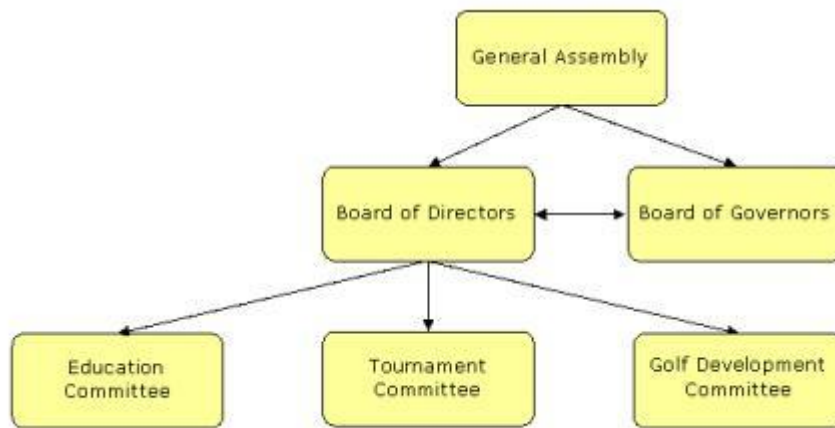 General Assembly
Board of Directors
Board of Governors
Education
Committee
Tournament
Committee
Golf Development
Committee